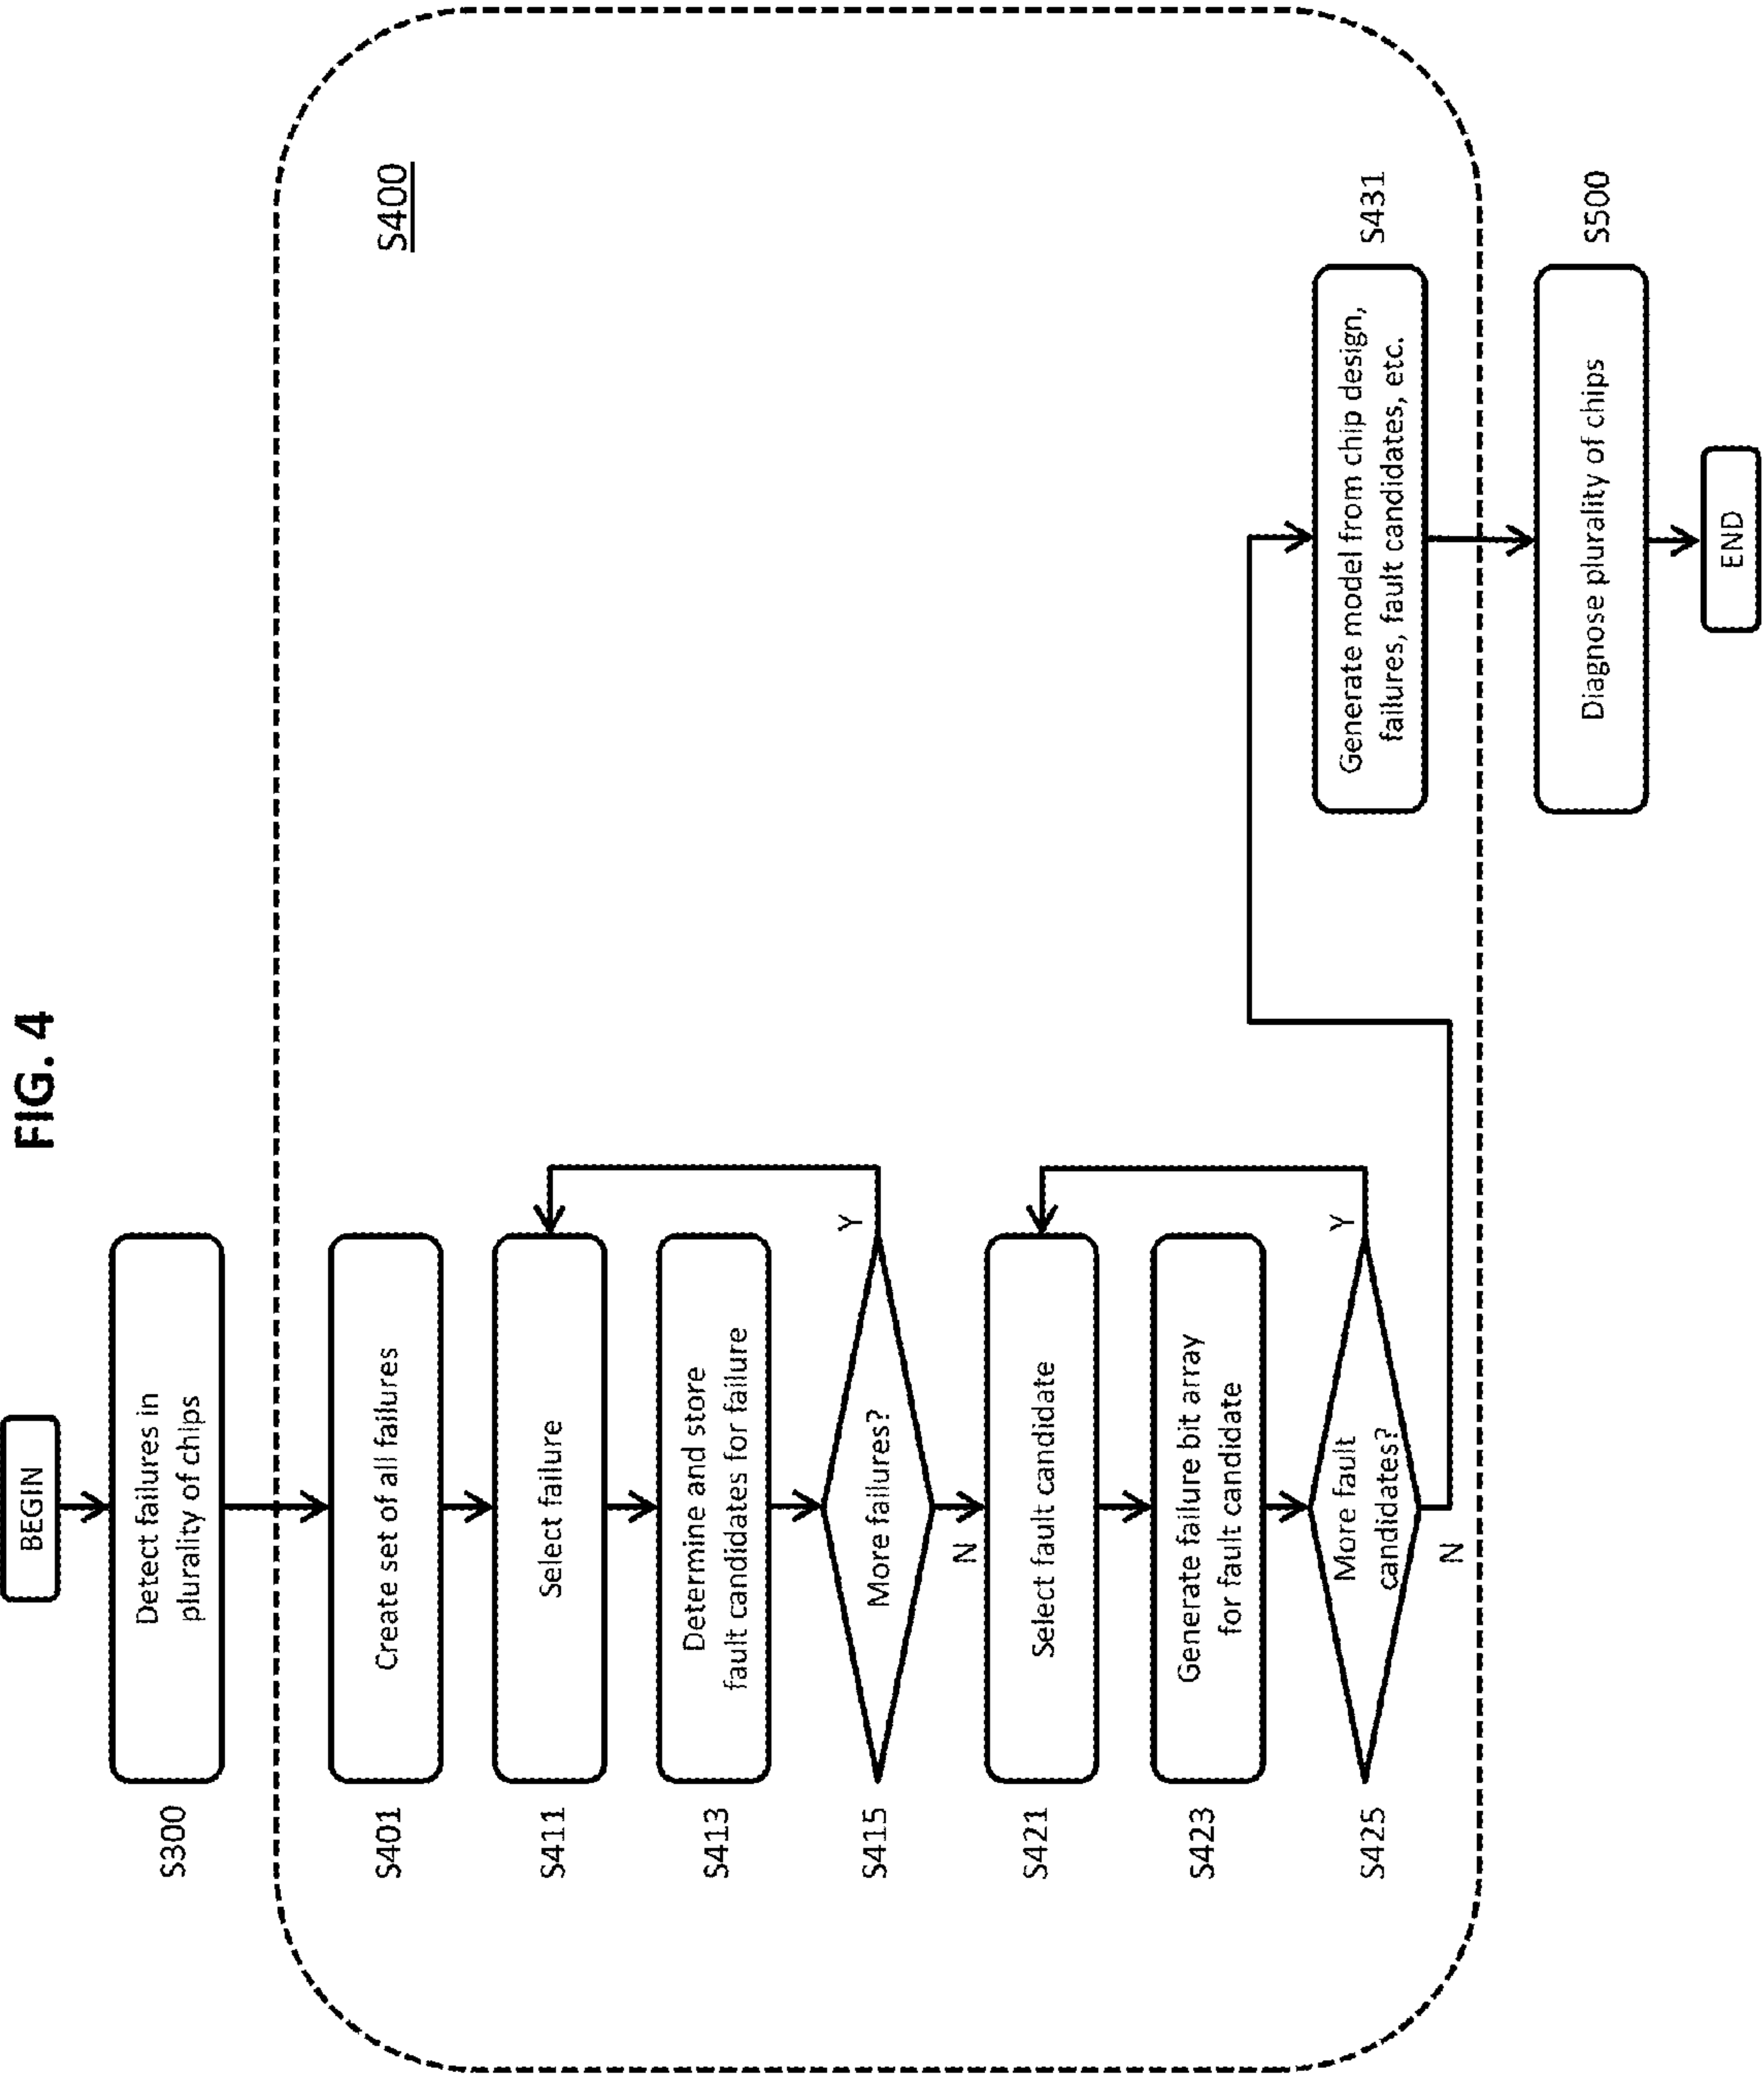 FIG. 4
BEGIN
S300
Detect failures in
plurality of chips
S400
S401
Create set of all failures
S411
Select failure
S413
Determine and store
fault candidates for failure
S415
More failures?
Y
N
S421
Select fault candidate
S423
Generate failure bit array
for fault candidate
S425
More fault
candidates?
Y
N
Generate model from chip design,
failures, fault candidates, etc.
S431
Diagnose plurality of chips
S500
END